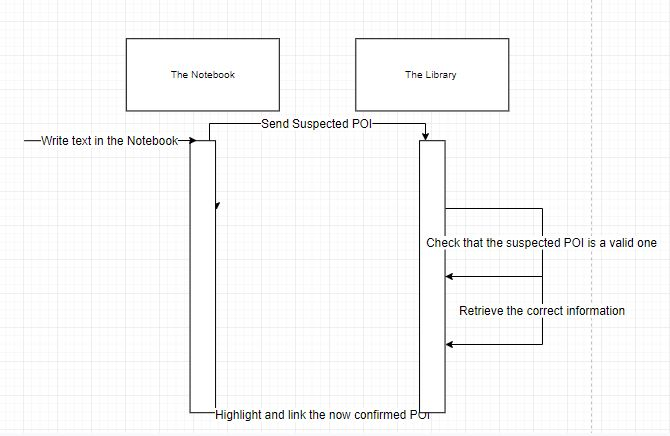 The Notebook
The Library
Send Suspected POI
Write text in the Notebook
Check that the suspected POI is a valid one
Retrieve the correct information
Highlight and link the now confirmed POI